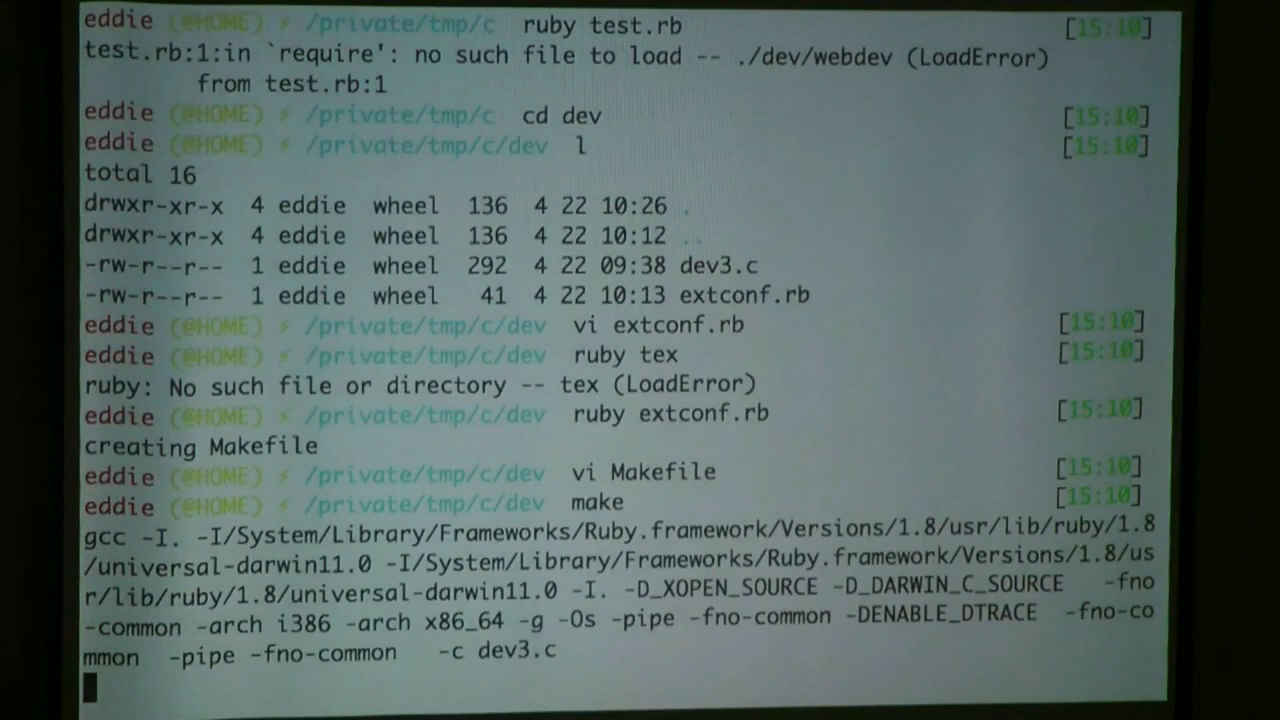 eddie (@HOME) ⚡ /private/tmp/c ruby test.rb [15:10]
test.rb:1:in `require': no such file to load -- ./dev/webdev (LoadError)
from test.rb:1
eddie (@HOME) ⚡ /private/tmp/c cd dev [15:10]
eddie (@HOME) ⚡ /private/tmp/c/dev l [15:10]
total 16
drwxr-xr-x 4 eddie wheel 136 4 22 10:26 .
drwxr-xr-x 4 eddie wheel 136 4 22 10:12 ..
-rw-r--r-- 1 eddie wheel 292 4 22 09:38 dev3.c
-rw-r--r-- 1 eddie wheel 41 4 22 10:13 extconf.rb
eddie (@HOME) ⚡ /private/tmp/c/dev vi extconf.rb [15:10]
eddie (@HOME) ⚡ /private/tmp/c/dev ruby tex [15:10]
ruby: No such file or directory -- tex (LoadError)
eddie (@HOME) ⚡ /private/tmp/c/dev ruby extconf.rb [15:10]
creating Makefile
eddie (@HOME) ⚡ /private/tmp/c/dev vi Makefile [15:10]
eddie (@HOME) ⚡ /private/tmp/c/dev make [15:10]
gcc -I. -I/System/Library/Frameworks/Ruby.framework/Versions/1.8/usr/lib/ruby/1.8
/universal-darwin11.0 -I/System/Library/Frameworks/Ruby.framework/Versions/1.8/us
r/lib/ruby/1.8/universal-darwin11.0 -I. -D_XOPEN_SOURCE -D_DARWIN_C_SOURCE -fno
-common -arch i386 -arch x86_64 -g -Os -pipe -fno-common -DENABLE_DTRACE -fno-co
mmon -pipe -fno-common -c dev3.c